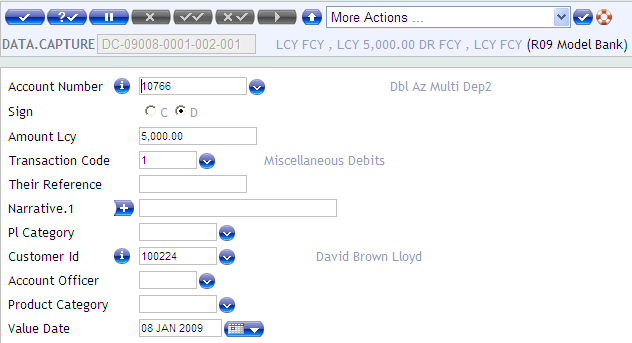 More Actions ...
DATA.CAPTURE DC-09008-0001-002-001 LCY FCY , LCY 5,000.00 DR FCY , LCY FCY (R09 Model Bank)
Account Number 10766 Dbl Az Multi Dep2
Sign C D
Amount Lcy 5,000.00
Transaction Code 1 Miscellaneous Debits
Their Reference
Narrative.1
Pl Category
Customer Id 100224 David Brown Lloyd
Account Officer
Product Category
Value Date 08 JAN 2009